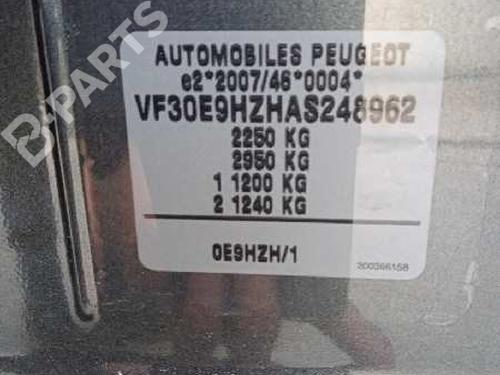 AUTOMOBILES PEUGEOT
e2*2007/46*0004*
VF30E9HZHAS248962
2250 KG
2950 KG
1 1200 KG
2 1240 KG
0E9HZH/1
300366158
B-PARTS
B-PARTS